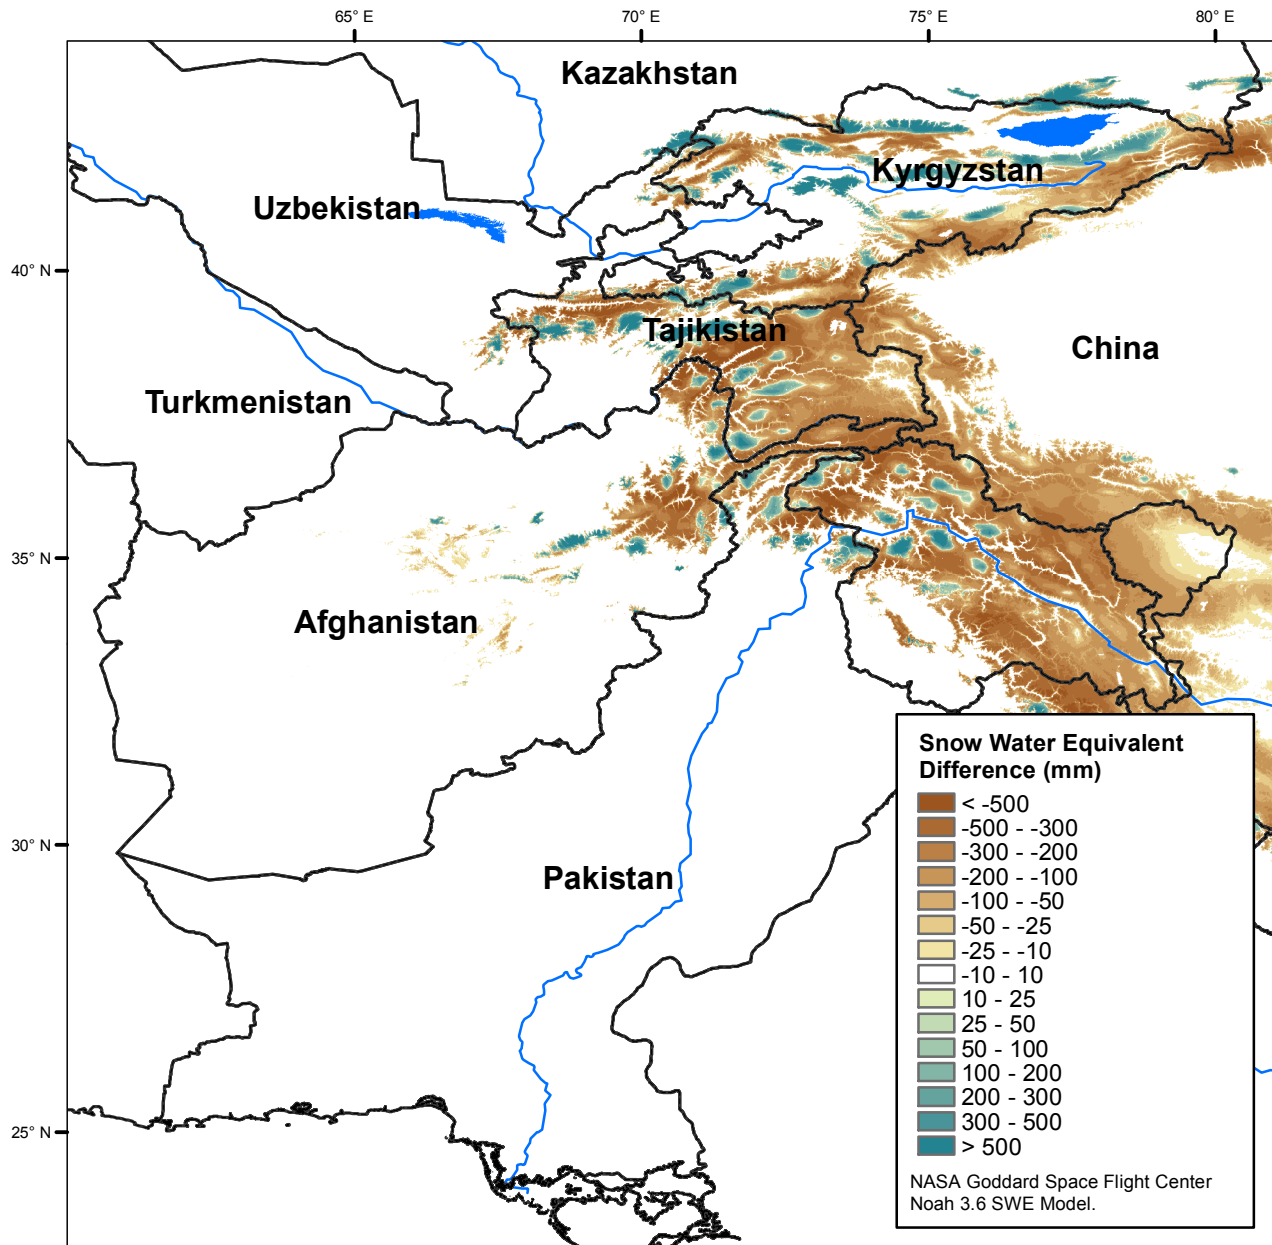 65° E
70° E
75° E
80° E
Kazakhstan
Kyrgyzstan
Uzbekistan
40° N
Tajikistan
China
Turkmenistan
35° N
Afghanistan
30° N
Pakistan
25° N
Snow Water Equivalent
Difference (mm)
< -500
-500 - -300
-300 - -200
-200 - -100
-100 - -50
-50 - -25
-25 - -10
-10 - 10
10 - 25
25 - 50
50 - 100
100 - 200
200 - 300
300 - 500
> 500
NASA Goddard Space Flight Center
Noah 3.6 SWE Model.